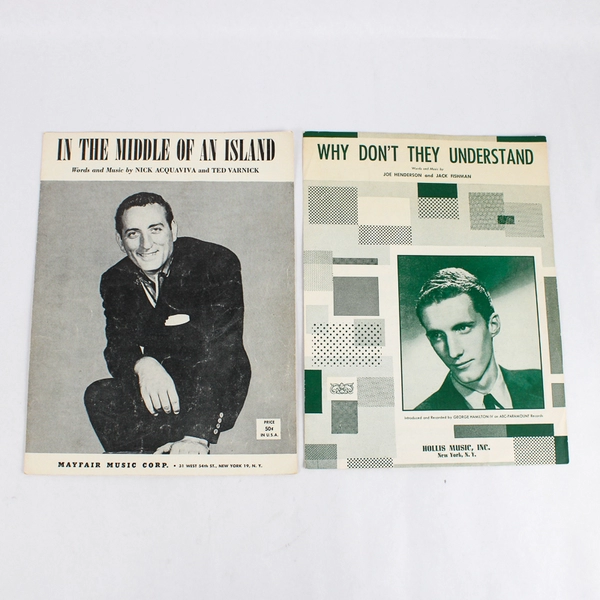 IN THE MIDDLE OF AN ISLAND
Words and Music by NICK ACQUAVIVA and TED VARNICK
PRICE
50¢
IN U.S.A.
MAYFAIR MUSIC CORP. • 31 WEST 54th ST., NEW YORK 19, N. Y.
WHY DON'T THEY UNDERSTAND
Words and Music by
JOE HENDERSON and JACK FISHMAN
Introduced and Recorded by GEORGE HAMILTON IV on ABC-PARAMOUNT Records
HOLLIS MUSIC, INC.
New York, N. Y.